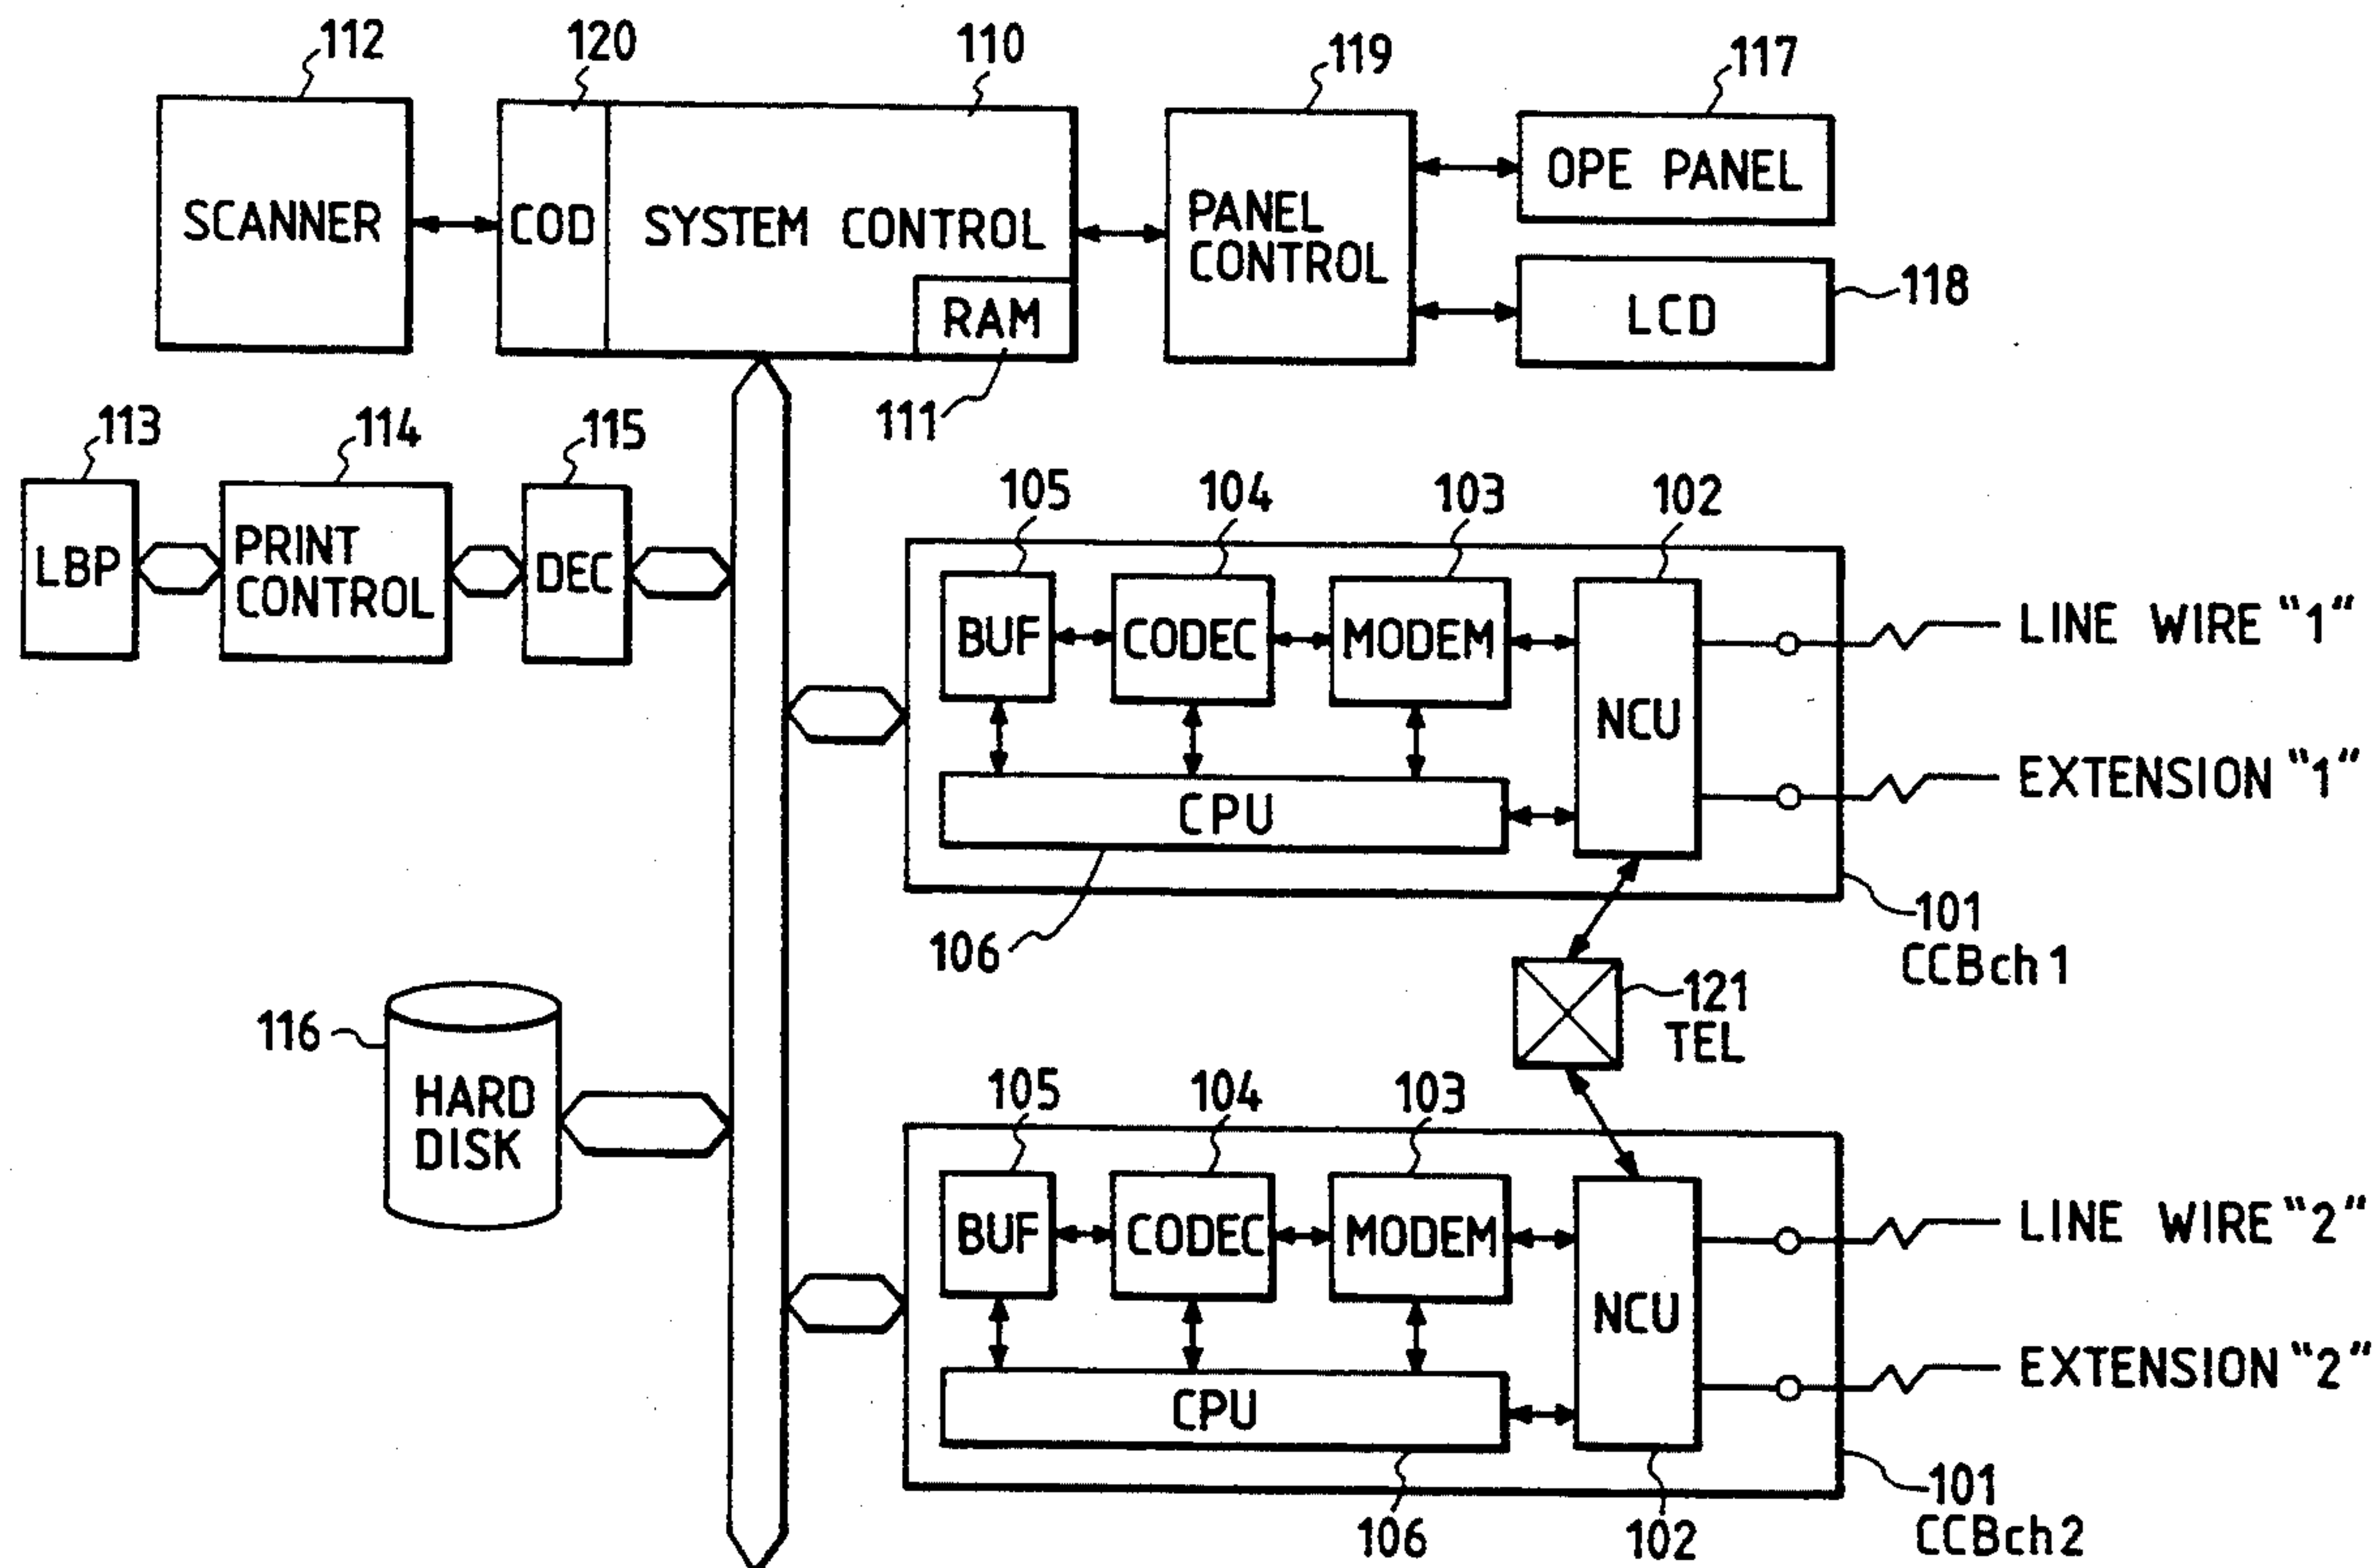 112
120
110
119
117
SCANNER
COD
SYSTEM CONTROL
RAM
PANEL
CONTROL
OPE PANEL
LCD
118
111
113
114
115
LBP
PRINT
CONTROL
DEC
105
104
103
102
BUF
CODEC
MODEM
NCU
CPU
LINE WIRE "1"
EXTENSION "1"
106
101
CCBch1
121
TEL
116
HARD
DISK
105
104
103
BUF
CODEC
MODEM
NCU
CPU
LINE WIRE "2"
EXTENSION "2"
106
102
101
CCBch2